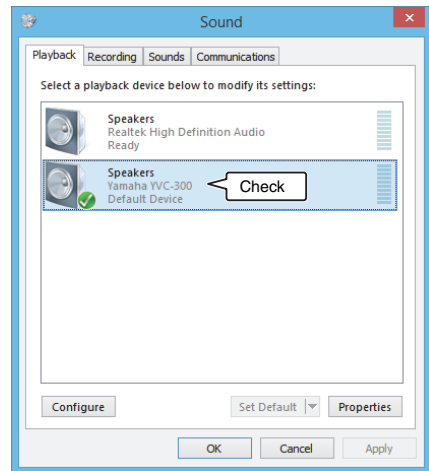 Sound
Playback Recording Sounds Communications
Select a playback device below to modify its settings:
Speakers
Realtek High Definition Audio
Ready
Speakers
Yamaha YVC-300
Default Device
Check
Configure Set Default Properties
OK Cancel Apply